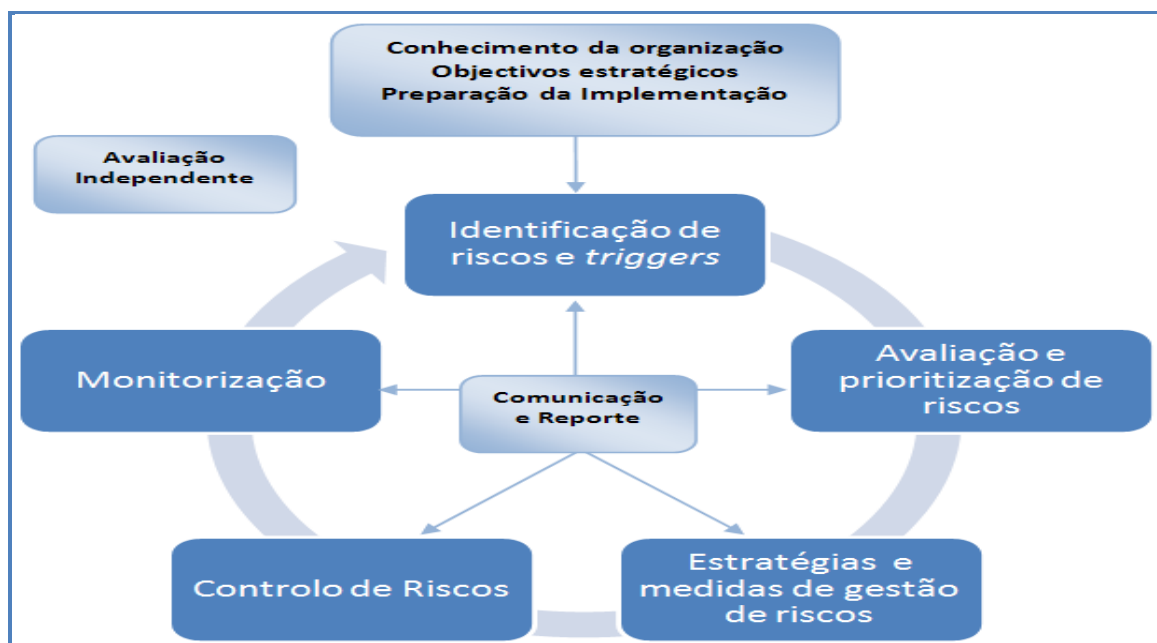 Conhecimento da organização
Objectivos estratégicos
Preparação da Implementação
Avaliação
Independente
Identificação de
riscos e triggers
Monitorização
Avaliação e
prioritização de
riscos
Comunicação
e Reporte
Controlo de Riscos
Estratégias e
medidas de gestão
de riscos